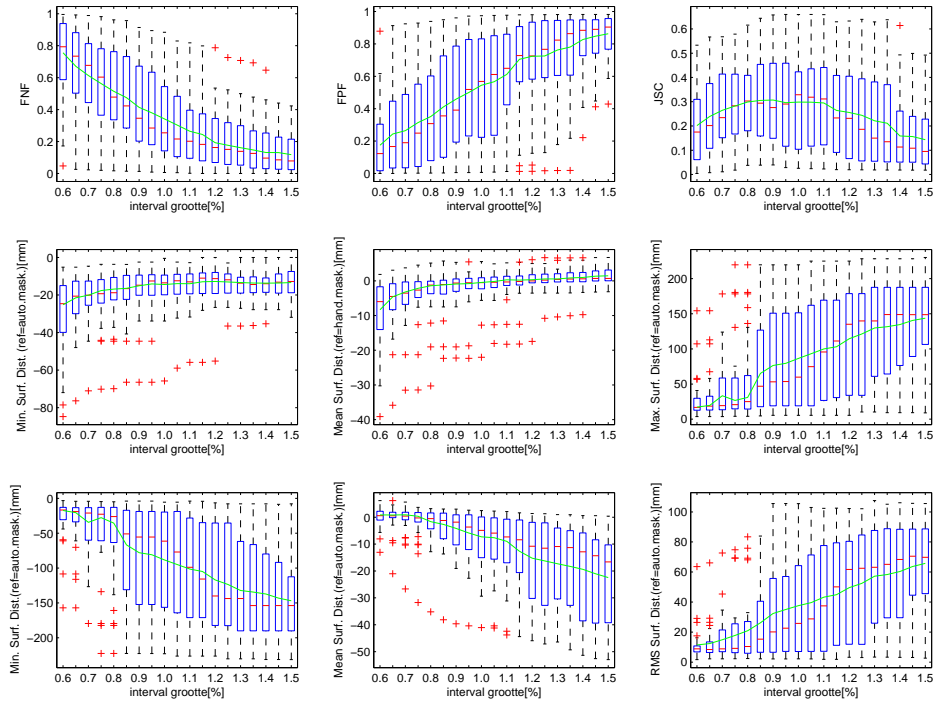 1
0.8
0.6
0.4
0.2
0
FNF
0.6 0.7 0.8 0.9 1.0 1.1 1.2 1.3 1.4 1.5
interval grootte[%]
1
0.8
0.6
0.4
0.2
0
FPF
0.6 0.7 0.8 0.9 1.0 1.1 1.2 1.3 1.4 1.5
interval grootte[%]
0.6
0.5
0.4
0.3
0.2
0.1
0
JSC
0.6 0.7 0.8 0.9 1.0 1.1 1.2 1.3 1.4 1.5
interval grootte[%]
0
−20
−40
−60
−80
Min. Surf. Dist. (ref=auto.mask.)[mm]
0.6 0.7 0.8 0.9 1.0 1.1 1.2 1.3 1.4 1.5
interval grootte[%]
10
0
−10
−20
−30
−40
Mean Surf. Dist.(ref=hand.mask.)[mm]
0.6 0.7 0.8 0.9 1.0 1.1 1.2 1.3 1.4 1.5
interval grootte[%]
200
150
100
50
0
Max. Surf. Dist.(ref=auto.mask.)[mm]
0.6 0.7 0.8 0.9 1.0 1.1 1.2 1.3 1.4 1.5
interval grootte[%]
0
−50
−100
−150
−200
Min. Surf. Dist.(ref=auto.mask.)[mm]
0.6 0.7 0.8 0.9 1.0 1.1 1.2 1.3 1.4 1.5
interval grootte[%]
10
0
−10
−20
−30
−40
−50
Mean Surf. Dist.(ref=auto.mask.)[mm]
0.6 0.7 0.8 0.9 1.0 1.1 1.2 1.3 1.4 1.5
interval grootte[%]
100
80
60
40
20
0
RMS Surf. Dist.(ref=auto.mask.)[mm]
0.6 0.7 0.8 0.9 1.0 1.1 1.2 1.3 1.4 1.5
interval grootte[%]